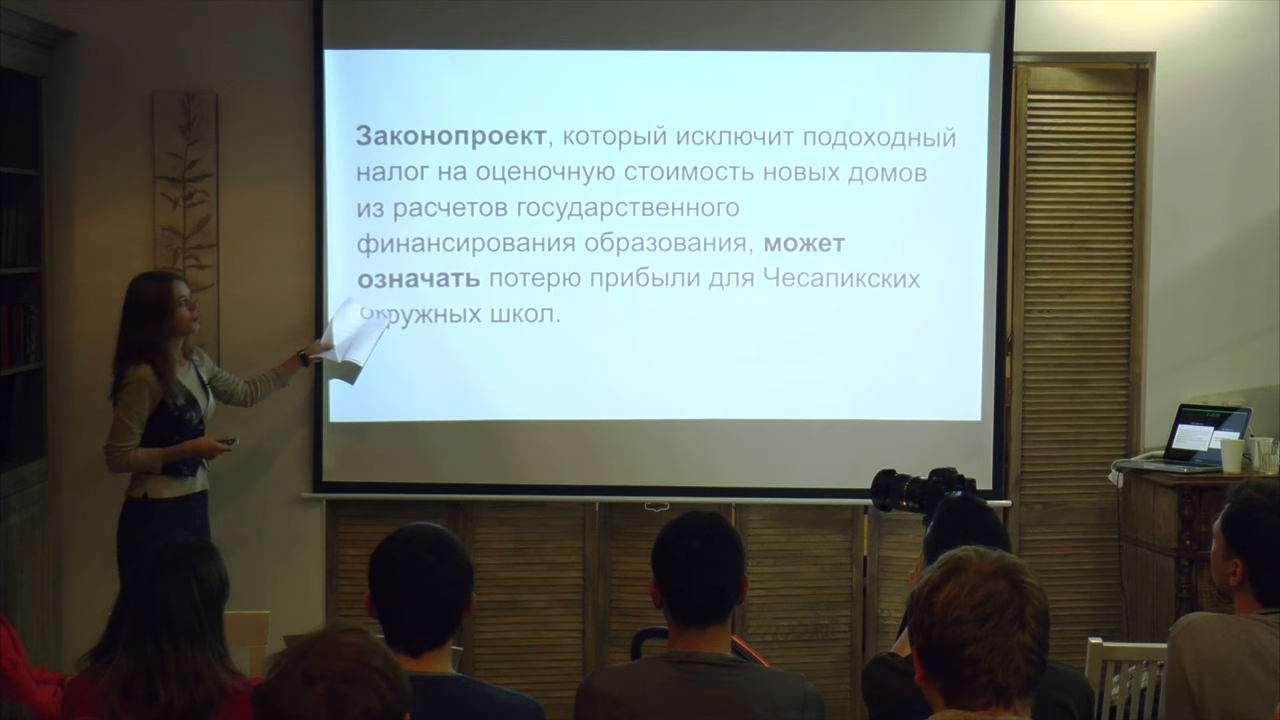 Законопроект, который исключит подоходный
налог на оценочную стоимость новых домов
из расчетов государственного
финансирования образования, может
означать потерю прибыли для Чесапикских
окружных школ.